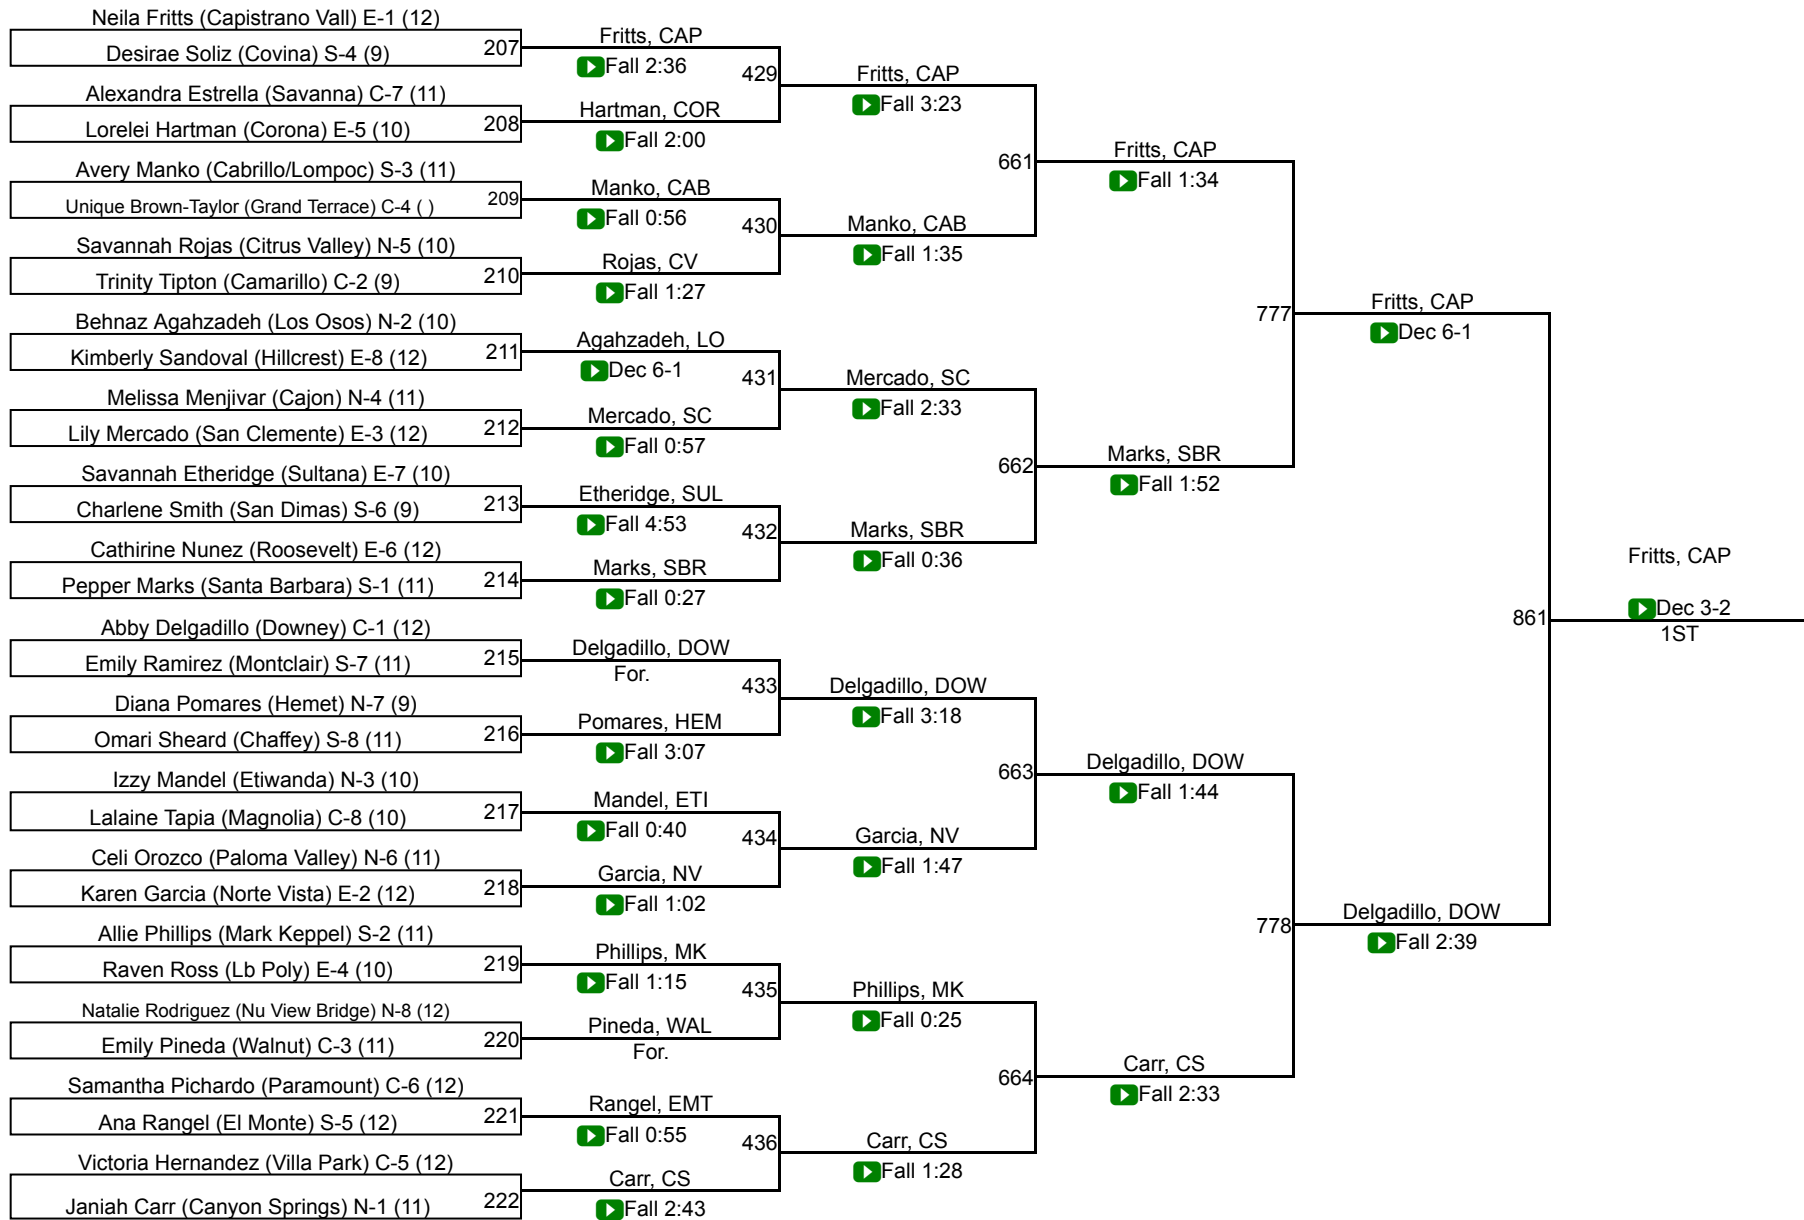 Neila Fritts (Capistrano Vall) E-1 (12)
Desirae Soliz (Covina) S-4 (9)
207
Alexandra Estrella (Savanna) C-7 (11)
Lorelei Hartman (Corona) E-5 (10)
208
Avery Manko (Cabrillo/Lompoc) S-3 (11)
Unique Brown-Taylor (Grand Terrace) C-4 ( )
209
Savannah Rojas (Citrus Valley) N-5 (10)
Trinity Tipton (Camarillo) C-2 (9)
210
Behnaz Agahzadeh (Los Osos) N-2 (10)
Kimberly Sandoval (Hillcrest) E-8 (12)
211
Melissa Menjivar (Cajon) N-4 (11)
Lily Mercado (San Clemente) E-3 (12)
212
Savannah Etheridge (Sultana) E-7 (10)
Charlene Smith (San Dimas) S-6 (9)
213
Cathirine Nunez (Roosevelt) E-6 (12)
Pepper Marks (Santa Barbara) S-1 (11)
214
Abby Delgadillo (Downey) C-1 (12)
Emily Ramirez (Montclair) S-7 (11)
215
Diana Pomares (Hemet) N-7 (9)
Omari Sheard (Chaffey) S-8 (11)
216
Izzy Mandel (Etiwanda) N-3 (10)
Lalaine Tapia (Magnolia) C-8 (10)
217
Celi Orozco (Paloma Valley) N-6 (11)
Karen Garcia (Norte Vista) E-2 (12)
218
Allie Phillips (Mark Keppel) S-2 (11)
Raven Ross (Lb Poly) E-4 (10)
219
Natalie Rodriguez (Nu View Bridge) N-8 (12)
Emily Pineda (Walnut) C-3 (11)
220
Samantha Pichardo (Paramount) C-6 (12)
Ana Rangel (El Monte) S-5 (12)
221
Victoria Hernandez (Villa Park) C-5 (12)
Janiah Carr (Canyon Springs) N-1 (11)
222
Fritts, CAP
Fall 2:36
429
Hartman, COR
Fall 2:00
Manko, CAB
Fall 0:56
430
Rojas, CV
Fall 1:27
Agahzadeh, LO
Dec 6-1
431
Mercado, SC
Fall 0:57
Etheridge, SUL
Fall 4:53
432
Marks, SBR
Fall 0:27
Delgadillo, DOW
For.
433
Pomares, HEM
Fall 3:07
Mandel, ETI
Fall 0:40
434
Garcia, NV
Fall 1:02
Phillips, MK
Fall 1:15
435
Pineda, WAL
For.
Rangel, EMT
Fall 0:55
436
Carr, CS
Fall 2:43
Fritts, CAP
Fall 3:23
661
Manko, CAB
Fall 1:35
Mercado, SC
Fall 2:33
662
Marks, SBR
Fall 0:36
Delgadillo, DOW
Fall 3:18
663
Garcia, NV
Fall 1:47
Phillips, MK
Fall 0:25
664
Carr, CS
Fall 1:28
Fritts, CAP
Fall 1:34
777
Marks, SBR
Fall 1:52
Delgadillo, DOW
Fall 1:44
778
Carr, CS
Fall 2:33
Fritts, CAP
Dec 6-1
861
Delgadillo, DOW
Fall 2:39
Fritts, CAP
Dec 3-2
1ST